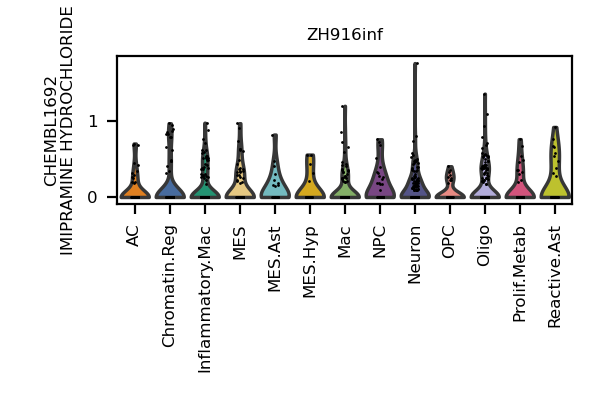 ZH916inf
CHEMBL1692
IMIPRAMINE HYDROCHLORIDE
1
0
AC
Chromatin.Reg
Inflammatory.Mac
MES
MES.Ast
MES.Hyp
Mac
NPC
Neuron
OPC
Oligo
Prolif.Metab
Reactive.Ast